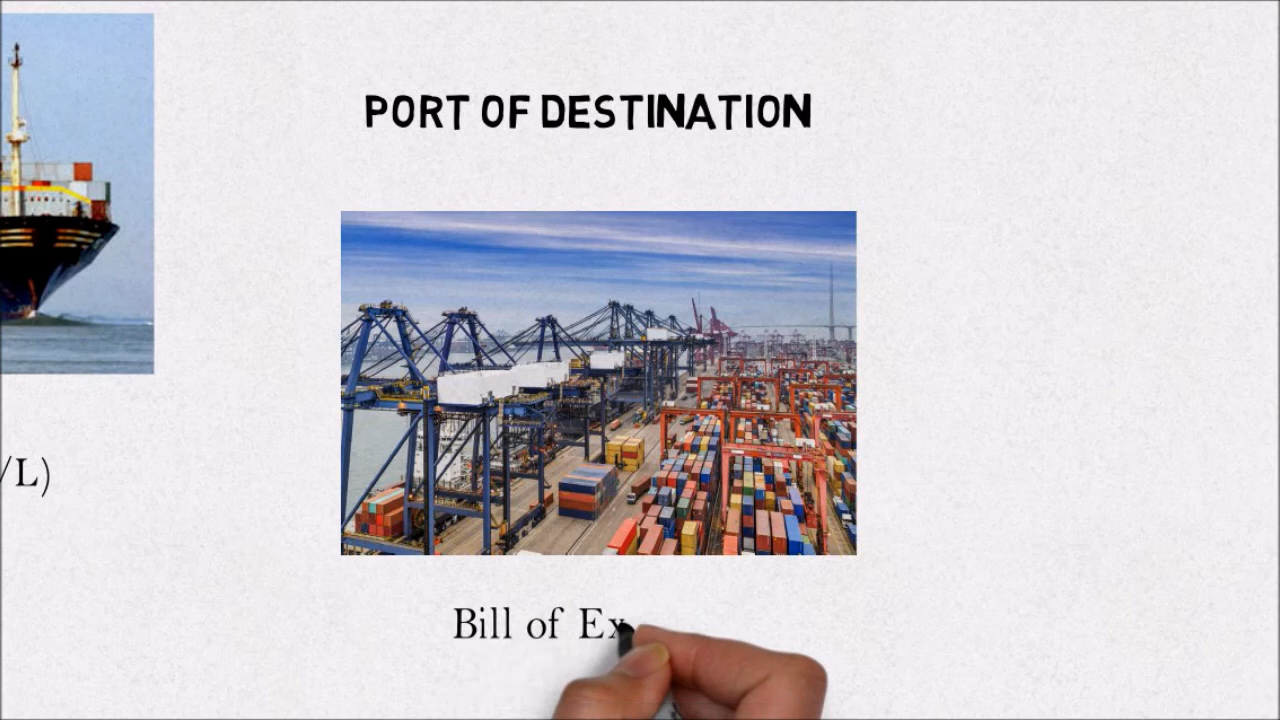 PORT OF DESTINATION
/L)
Bill of Ex